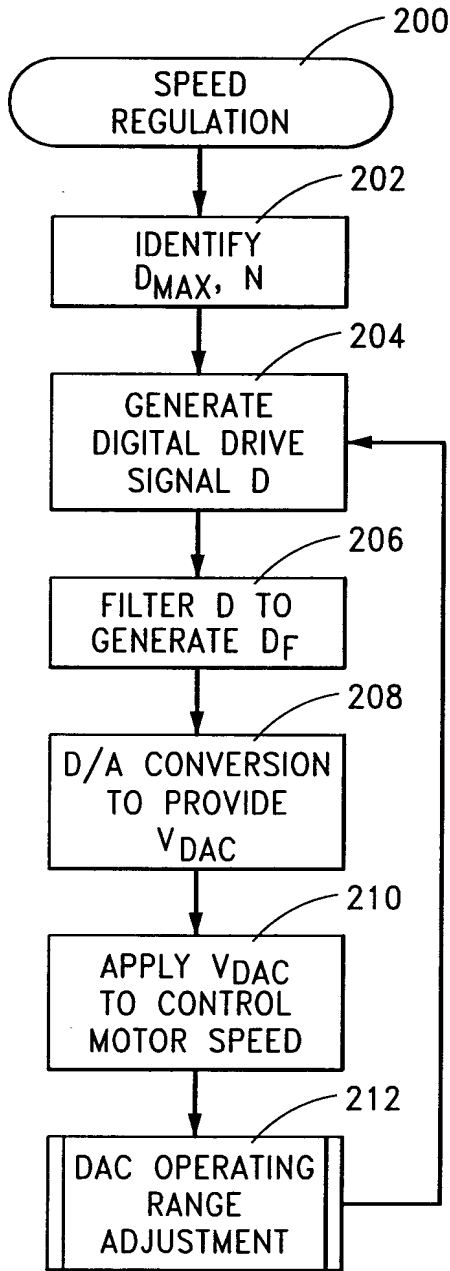 200
SPEED
REGULATION
202
IDENTIFY
DMAX, N
204
GENERATE
DIGITAL DRIVE
SIGNAL D
206
FILTER D TO
GENERATE DF
208
D/A CONVERSION
TO PROVIDE
VDAC
210
APPLY VDAC
TO CONTROL
MOTOR SPEED
212
DAC OPERATING
RANGE
ADJUSTMENT